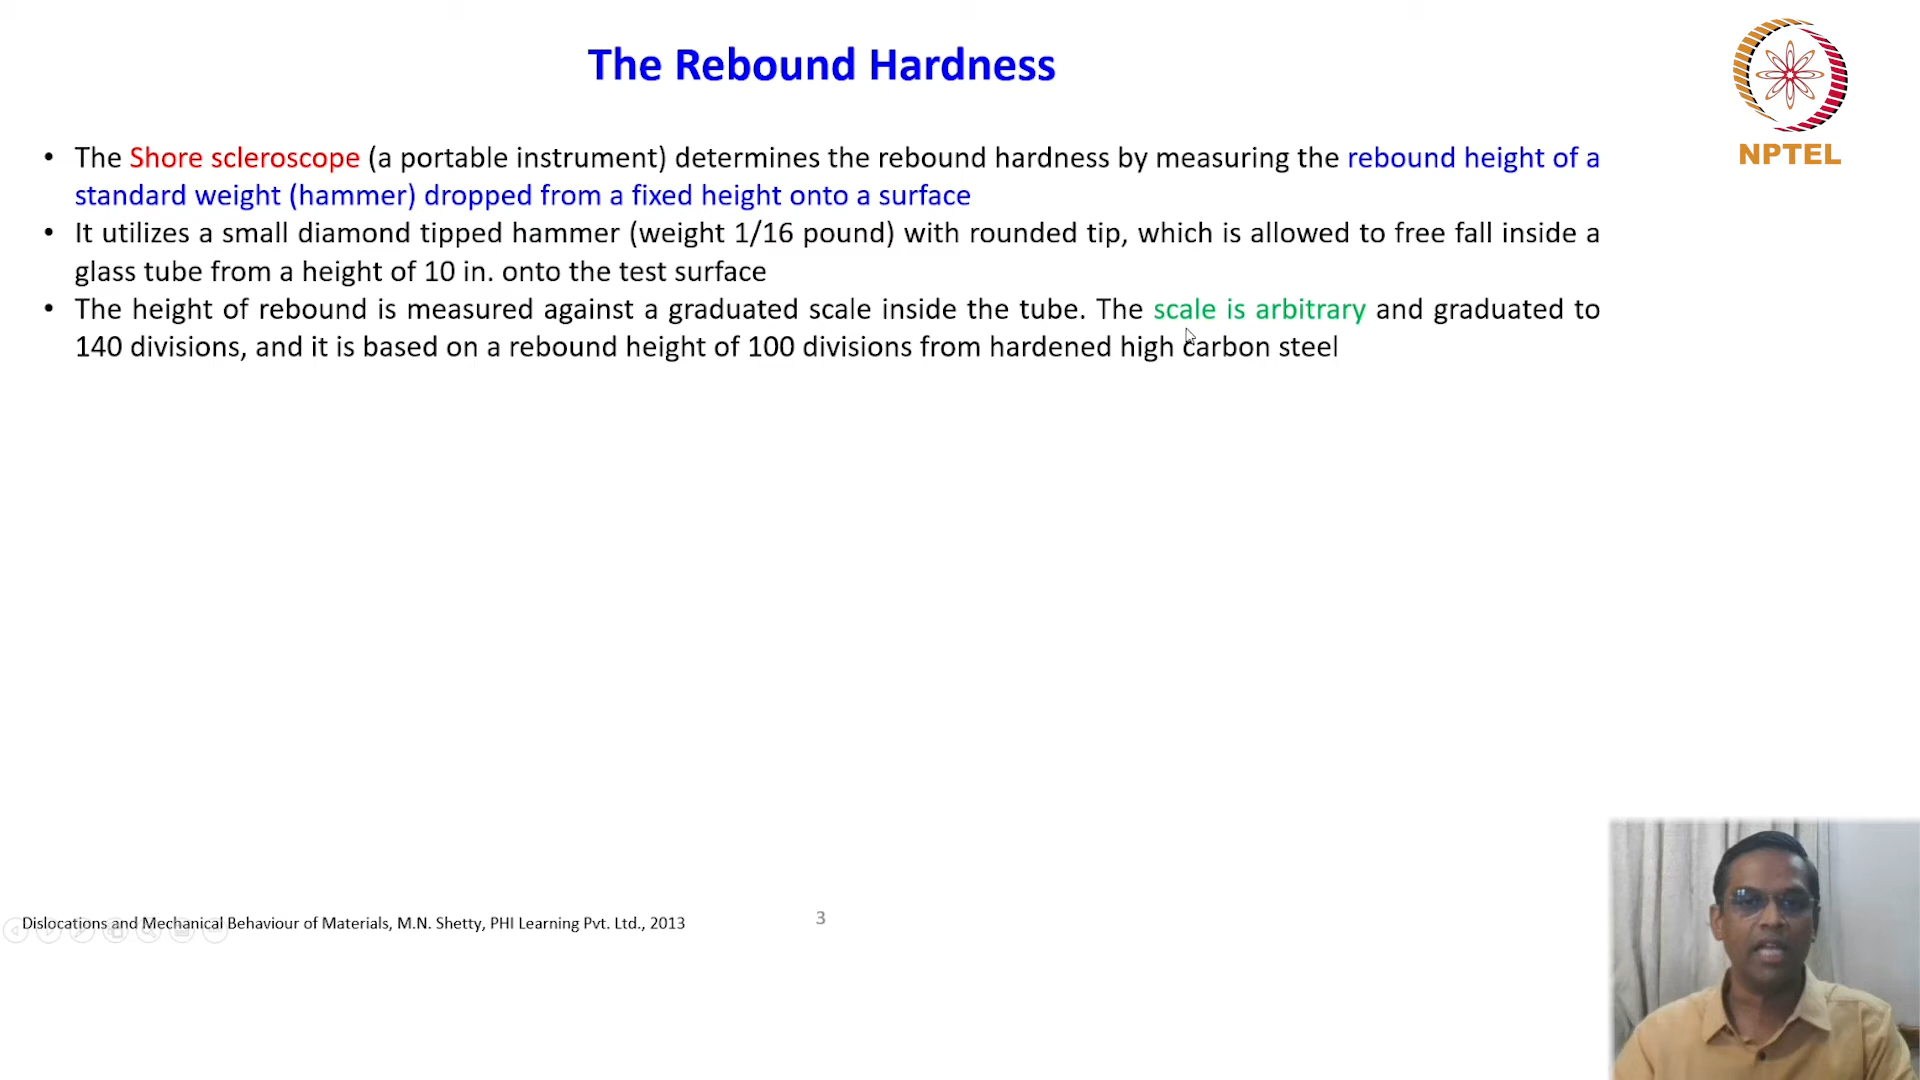 The Rebound Hardness
NPTEL
• The Shore scleroscope (a portable instrument) determines the rebound hardness by measuring the rebound height of a
standard weight (hammer) dropped from a fixed height onto a surface
• It utilizes a small diamond tipped hammer (weight 1/16 pound) with rounded tip, which is allowed to free fall inside a
glass tube from a height of 10 in. onto the test surface
• The height of rebound is measured against a graduated scale inside the tube. The scale is arbitrary and graduated to
140 divisions, and it is based on a rebound height of 100 divisions from hardened high carbon steel
Dislocations and Mechanical Behaviour of Materials, M.N. Shetty, PHI Learning Pvt. Ltd., 2013
3